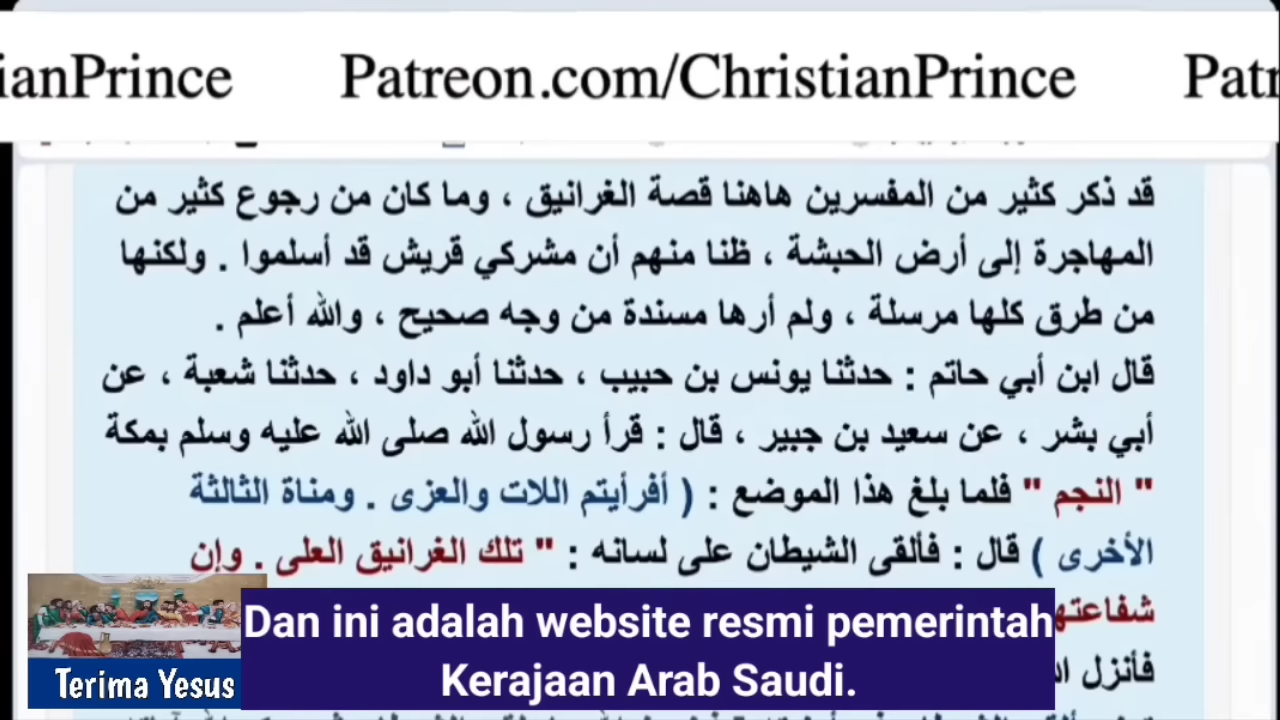 ianPrince Patreon.com/ChristianPrince Patr
قد ذكر كثير من المفسرين هاهنا قصة الغرانيق ، وما كان من رجوع كثير من
المهاجرة إلى أرض الحبشة ، ظنا منهم أن مشركي قريش قد أسلموا . ولكنها
من طرق كلها مرسلة ، ولم أرها مسندة من وجه صحيح ، والله أعلم .
قال ابن أبي حاتم : حدثنا يونس بن حبيب ، حدثنا أبو داود ، حدثنا شعبة ، عن
أبي بشر ، عن سعيد بن جبير ، قال : قرأ رسول الله صلى الله عليه وسلم بمكة
" النجم " فلما بلغ هذا الموضع : ( أفرأيتم اللات والعزى . ومناة الثالثة
الأخرى ) قال : فألقى الشيطان على لسانه : " تلك الغرانيق العلى . وإن
فأنزل
Dan ini adalah website resmi pemerintah
Kerajaan Arab Saudi.
Terima Yesus